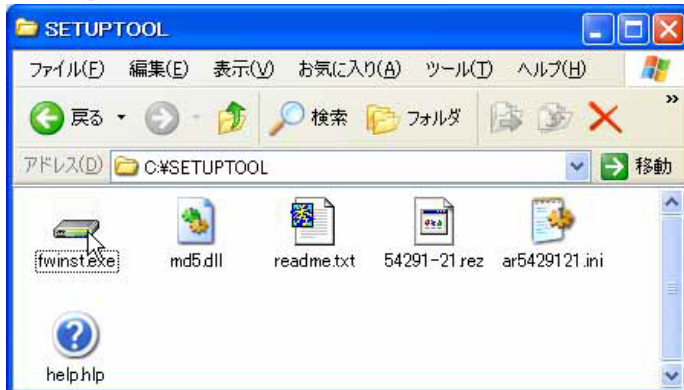 SETUPTOOL
ファイル(F) 編集(E) 表示(V) お気に入り(A) ツール(T) ヘルプ(H)
戻る 検索 フォルダ »
アドレス(D) C:¥SETUPTOOL 移動
fwinst.exe md5.dll readme.txt 54291-21.rez ar5429121.ini
help.hlp